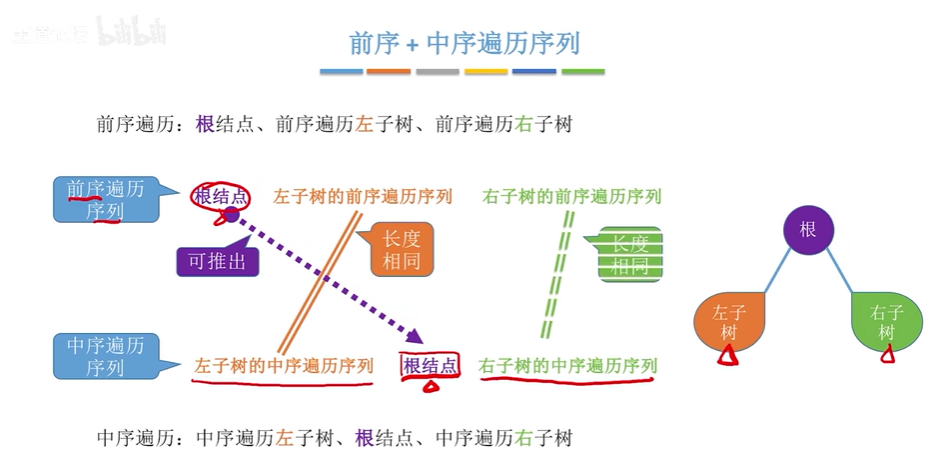 bilibili
前序 + 中序遍历序列
前序遍历：根结点、前序遍历左子树、前序遍历右子树
前序遍历
序列
根结点
左子树的前序遍历序列
右子树的前序遍历序列
可推出
长度
相同
长度
相同
根
左子
树
右子
树
中序遍历
序列
左子树的中序遍历序列
根结点
右子树的中序遍历序列
中序遍历：中序遍历左子树、根结点、中序遍历右子树